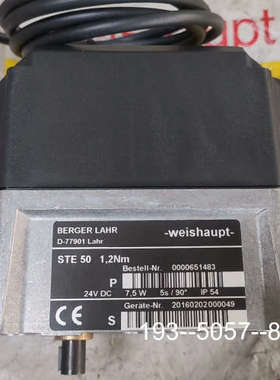 eishaupt
BERGER LAHR -weishaupt-
D-77901 Lahr
STE 50 1,2Nm
Bestell-Nr. 0000651483
P
24V DC 7,5 W 5s / 90° IP 54
Geräte-Nr. 20160202000049
CE S
193--5057--8